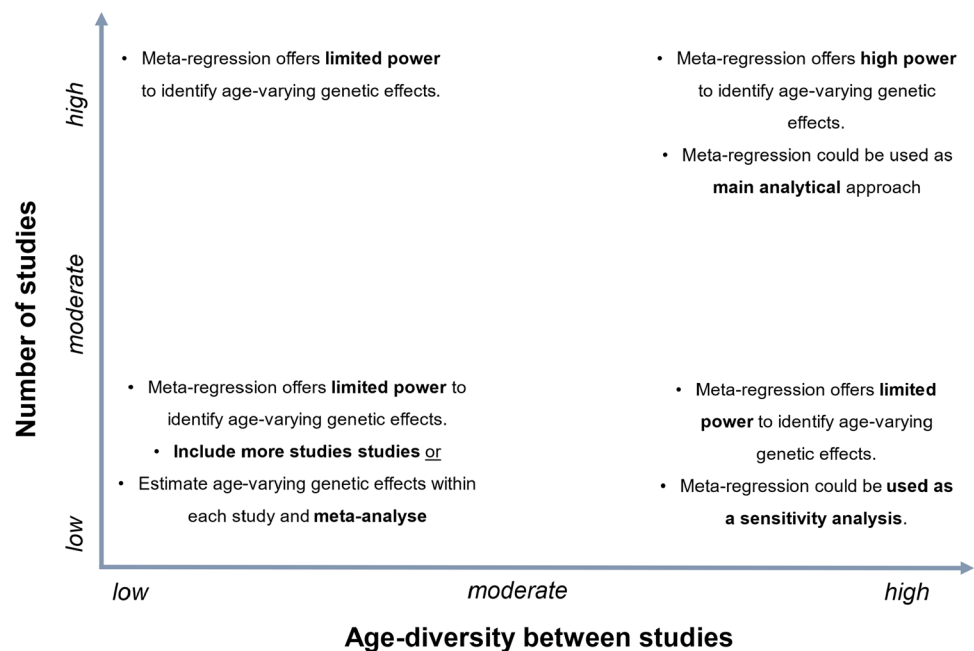 • Meta-regression offers limited power
to identify age-varying genetic effects.
• Meta-regression offers high power
to identify age-varying genetic
effects.
• Meta-regression could be used as
main analytical approach
• Meta-regression offers limited power to
identify age-varying genetic effects.
• Include more studies studies or
• Estimate age-varying genetic effects within
each study and meta-analyse
• Meta-regression offers limited
power to identify age-varying
genetic effects.
• Meta-regression could be used as
a sensitivity analysis.
Number of studies
high
moderate
low
low
moderate
high
Age-diversity between studies